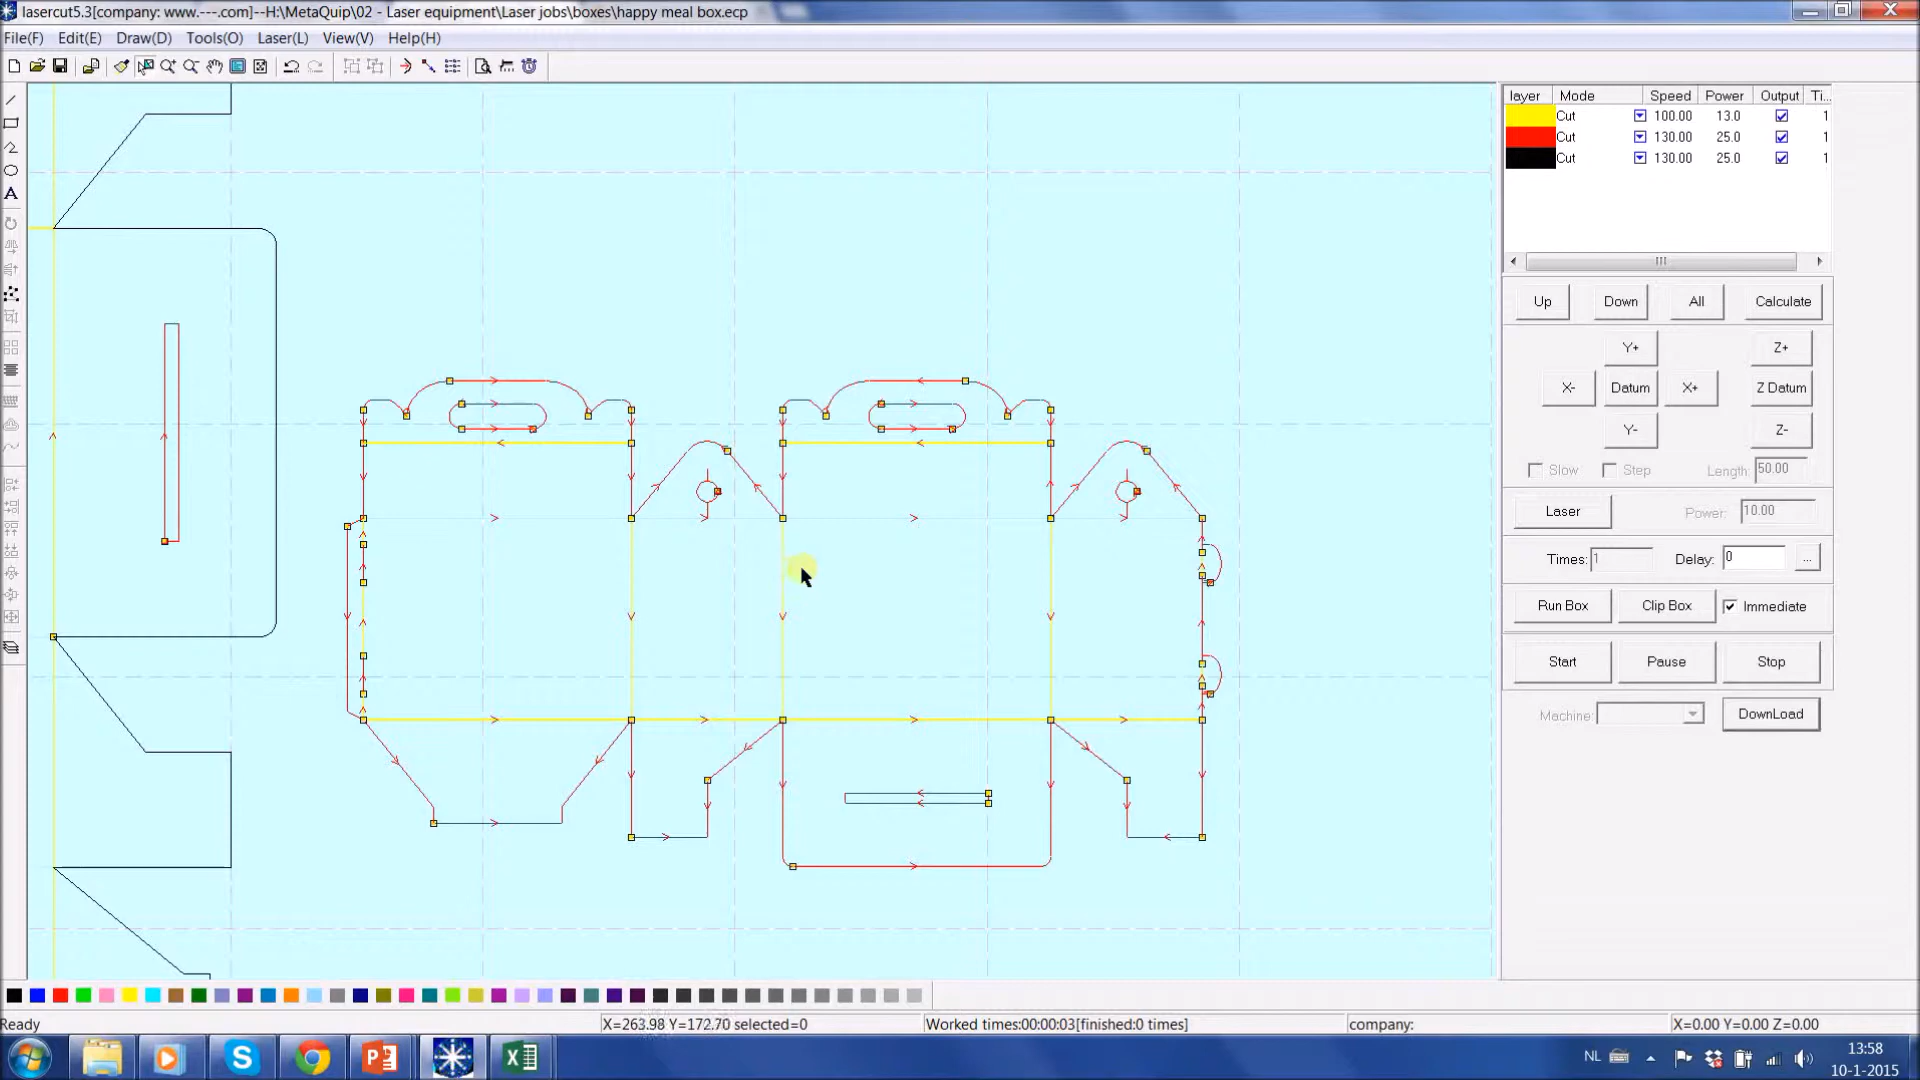 lasercut5.3[company: www.---.com]--H:\MetaQuip\02 - Laser equipment\Laser jobs\boxes\happy meal box.ecp
File(F) Edit(E) Draw(D) Tools(O) Laser(L) View(V) Help(H)
layer Mode Speed Power Output Ti...
Cut 100.00 13.0 1
Cut 130.00 25.0 1
Cut 130.00 25.0 1
Up Down All Calculate
Y+ Z+
X- Datum X+ Z Datum
Y- Z-
Slow Step Length: 50.00
Laser Power: 10.00
Times: 1 Delay: 0 ...
Run Box Clip Box Immediate
Start Pause Stop
Machine: DownLoad
A
Ready X=263.98 Y=172.70 selected=0 Worked times:00:00:03[finished:0 times] company: X=0.00 Y=0.00 Z=0.00
NL 13:58
10-1-2015